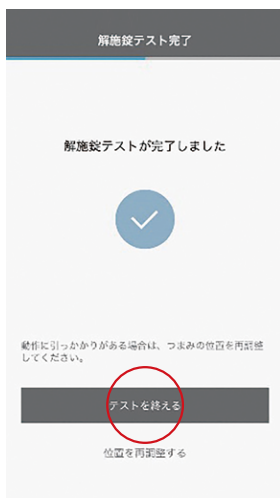 解施錠テスト完了
解施錠テストが完了しました
動作に引っかかりがある場合は、つまみの位置を再調整
してください。
テストを終える
位置を再調整する